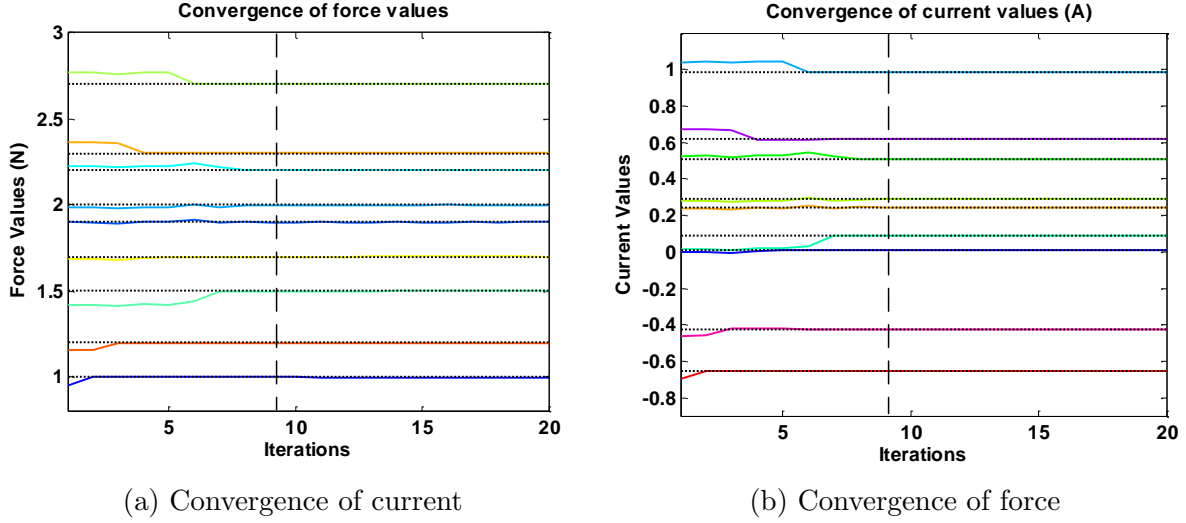 Convergence of force values
3
2.5
2
1.5
1
Force Values (N)
5
10
15
20
Iterations
(a) Convergence of current
Convergence of current values (A)
1
0.8
0.6
0.4
0.2
0
-0.2
-0.4
-0.6
-0.8
Current Values
5
10
15
20
Iterations
(b) Convergence of force